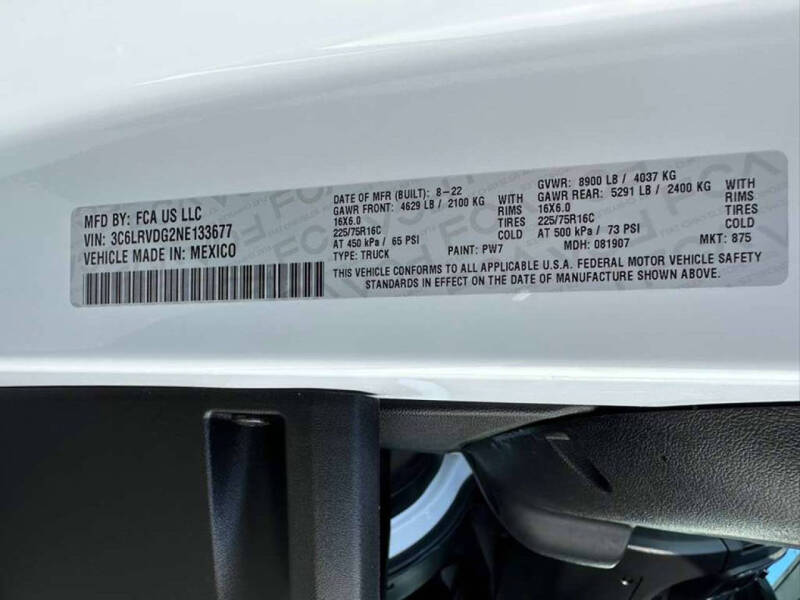 MFD BY: FCA US LLC
VIN: 3C6LRVDG2NE133677
VEHICLE MADE IN: MEXICO
DATE OF MFR (BUILT): 8-22
GAWR FRONT: 4629 LB / 2100 KG WITH
16X6.0 RIMS
225/75R16C TIRES
AT 450 kPa / 65 PSI COLD
TYPE: TRUCK PAINT: PW7
GVWR: 8900 LB / 4037 KG
GAWR REAR: 5291 LB / 2400 KG WITH
16X6.0 RIMS
225/75R16C TIRES
AT 500 kPa / 73 PSI COLD
MDH: 081907 MKT: 875
THIS VEHICLE CONFORMS TO ALL APPLICABLE U.S.A. FEDERAL MOTOR VEHICLE SAFETY
STANDARDS IN EFFECT ON THE DATE OF MANUFACTURE SHOWN ABOVE.